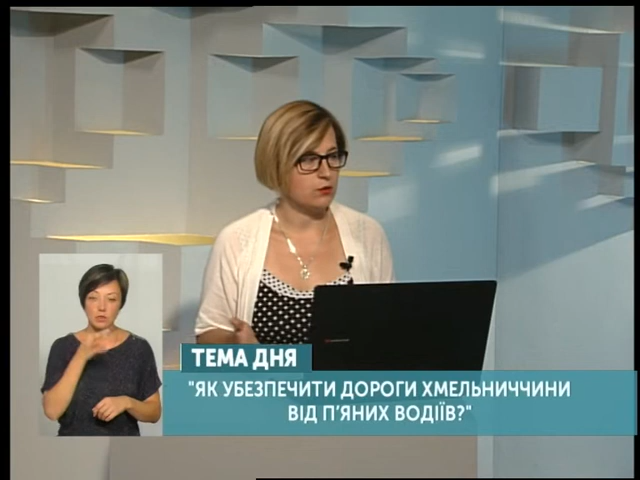 ТЕМА ДНЯ
"ЯК УБЕЗПЕЧИТИ ДОРОГИ ХМЕЛЬНИЧЧИНИ
ВІД П'ЯНИХ ВОДІЇВ?"